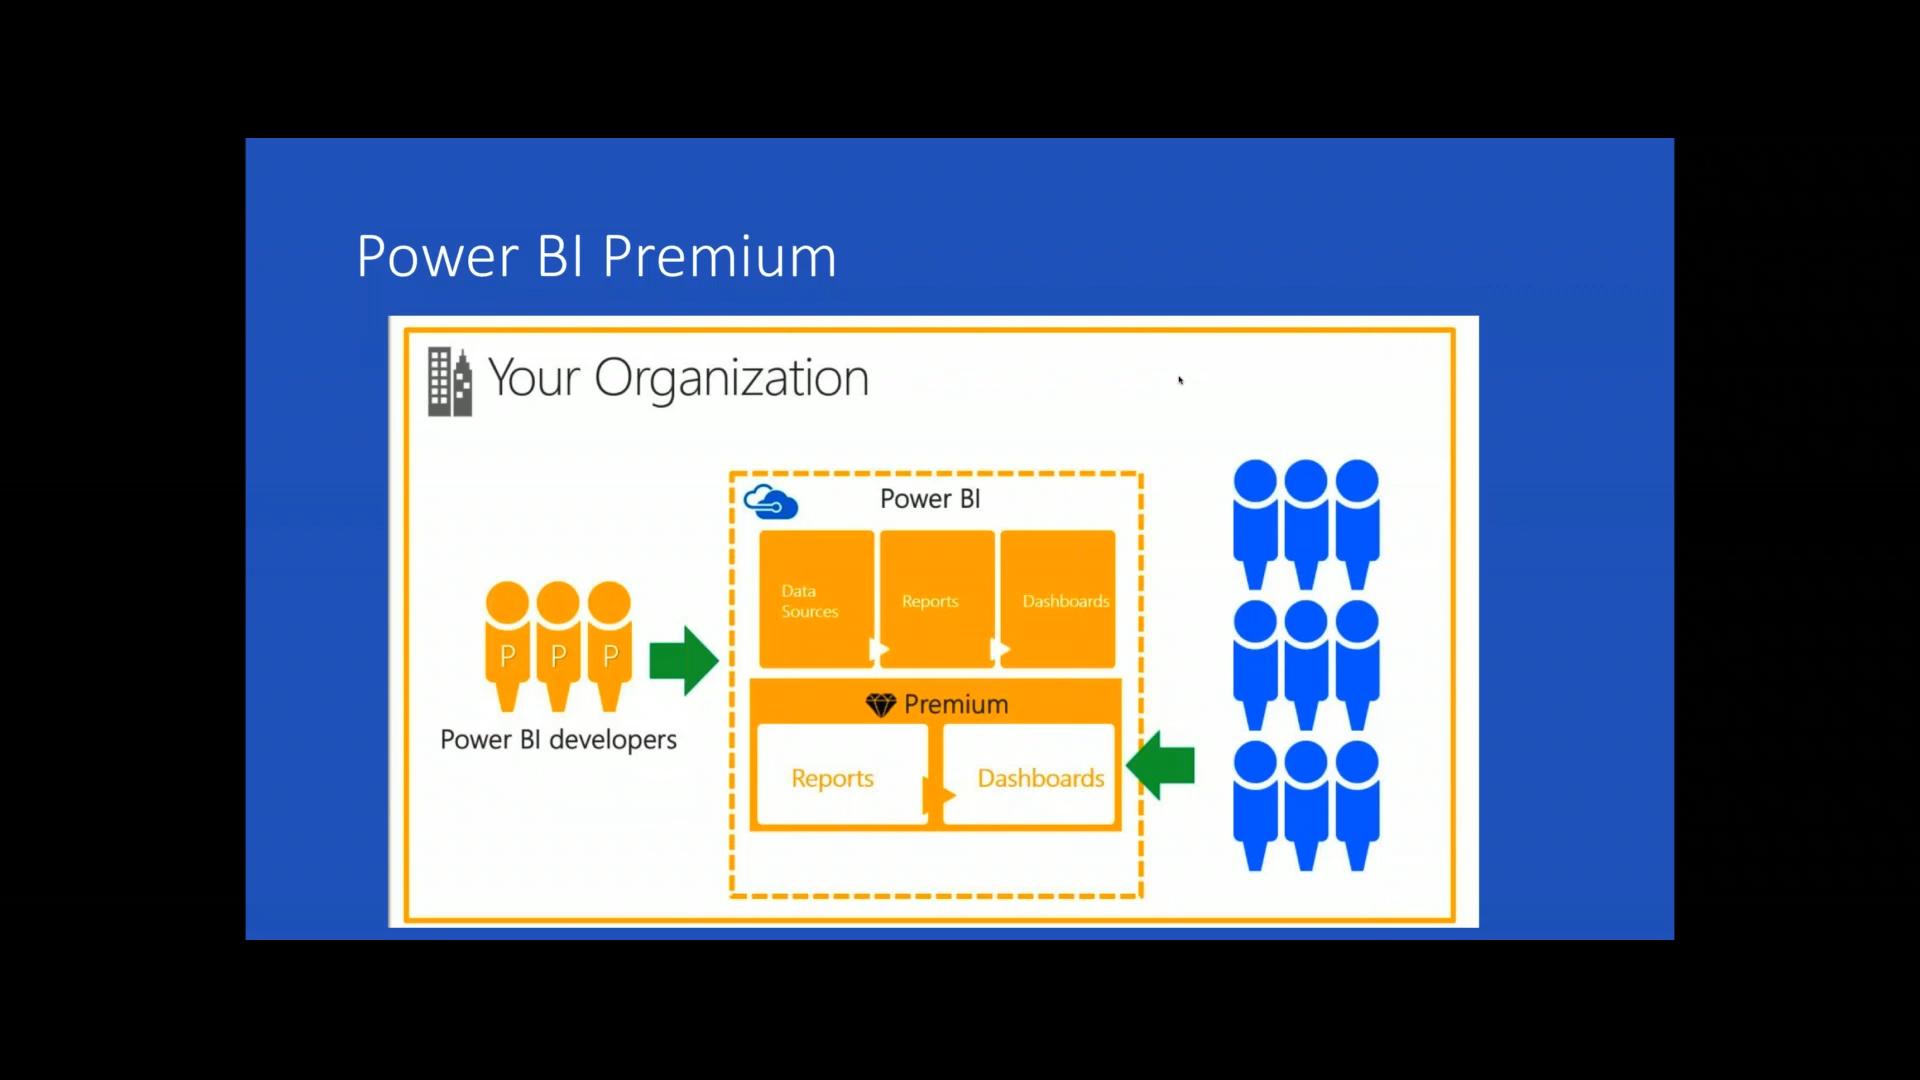 Power BI Premium
Your Organization
Power BI
Data
Sources
Reports
Dashboards
P P P
Power BI developers
Premium
Reports
Dashboards